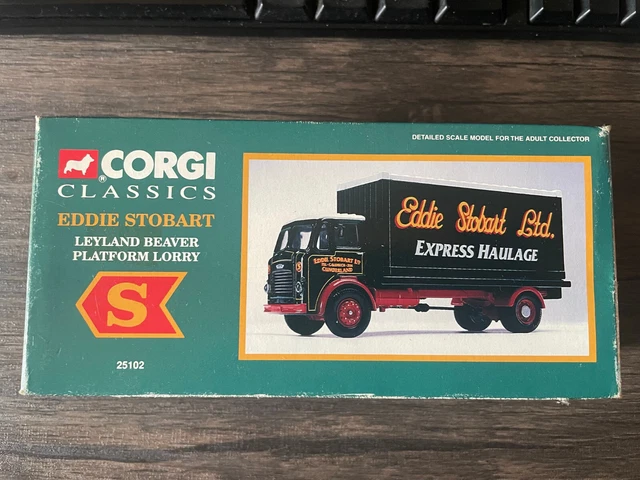 DETAILED SCALE MODEL FOR THE ADULT COLLECTOR
CORGI®
CLASSICS
EDDIE STOBART
LEYLAND BEAVER
PLATFORM LORRY
S
25102
Eddie Stobart Ltd.
EXPRESS HAULAGE
EDDIE STOBART LTD
CUMBERLAND